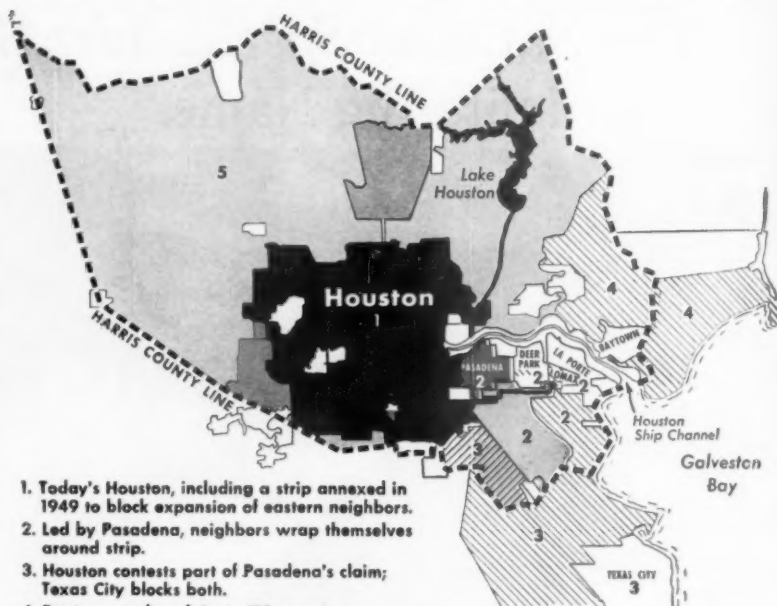 HARRIS COUNTY LINE
5
Lake
Houston
Houston
1
4
4
BAYTOWN
PASADENA
2
DEER
PARK
2
LA PORTE
LOMAX
2
HARRIS COUNTY LINE
2
2
3
Houston
Ship Channel
Galveston
Bay
3
TEXAS CITY
3
1. Today's Houston, including a strip annexed in
1949 to block expansion of eastern neighbors.
2. Led by Pasadena, neighbors wrap themselves
around strip.
3. Houston contests part of Pasadena's claim;
Texas City blocks both.